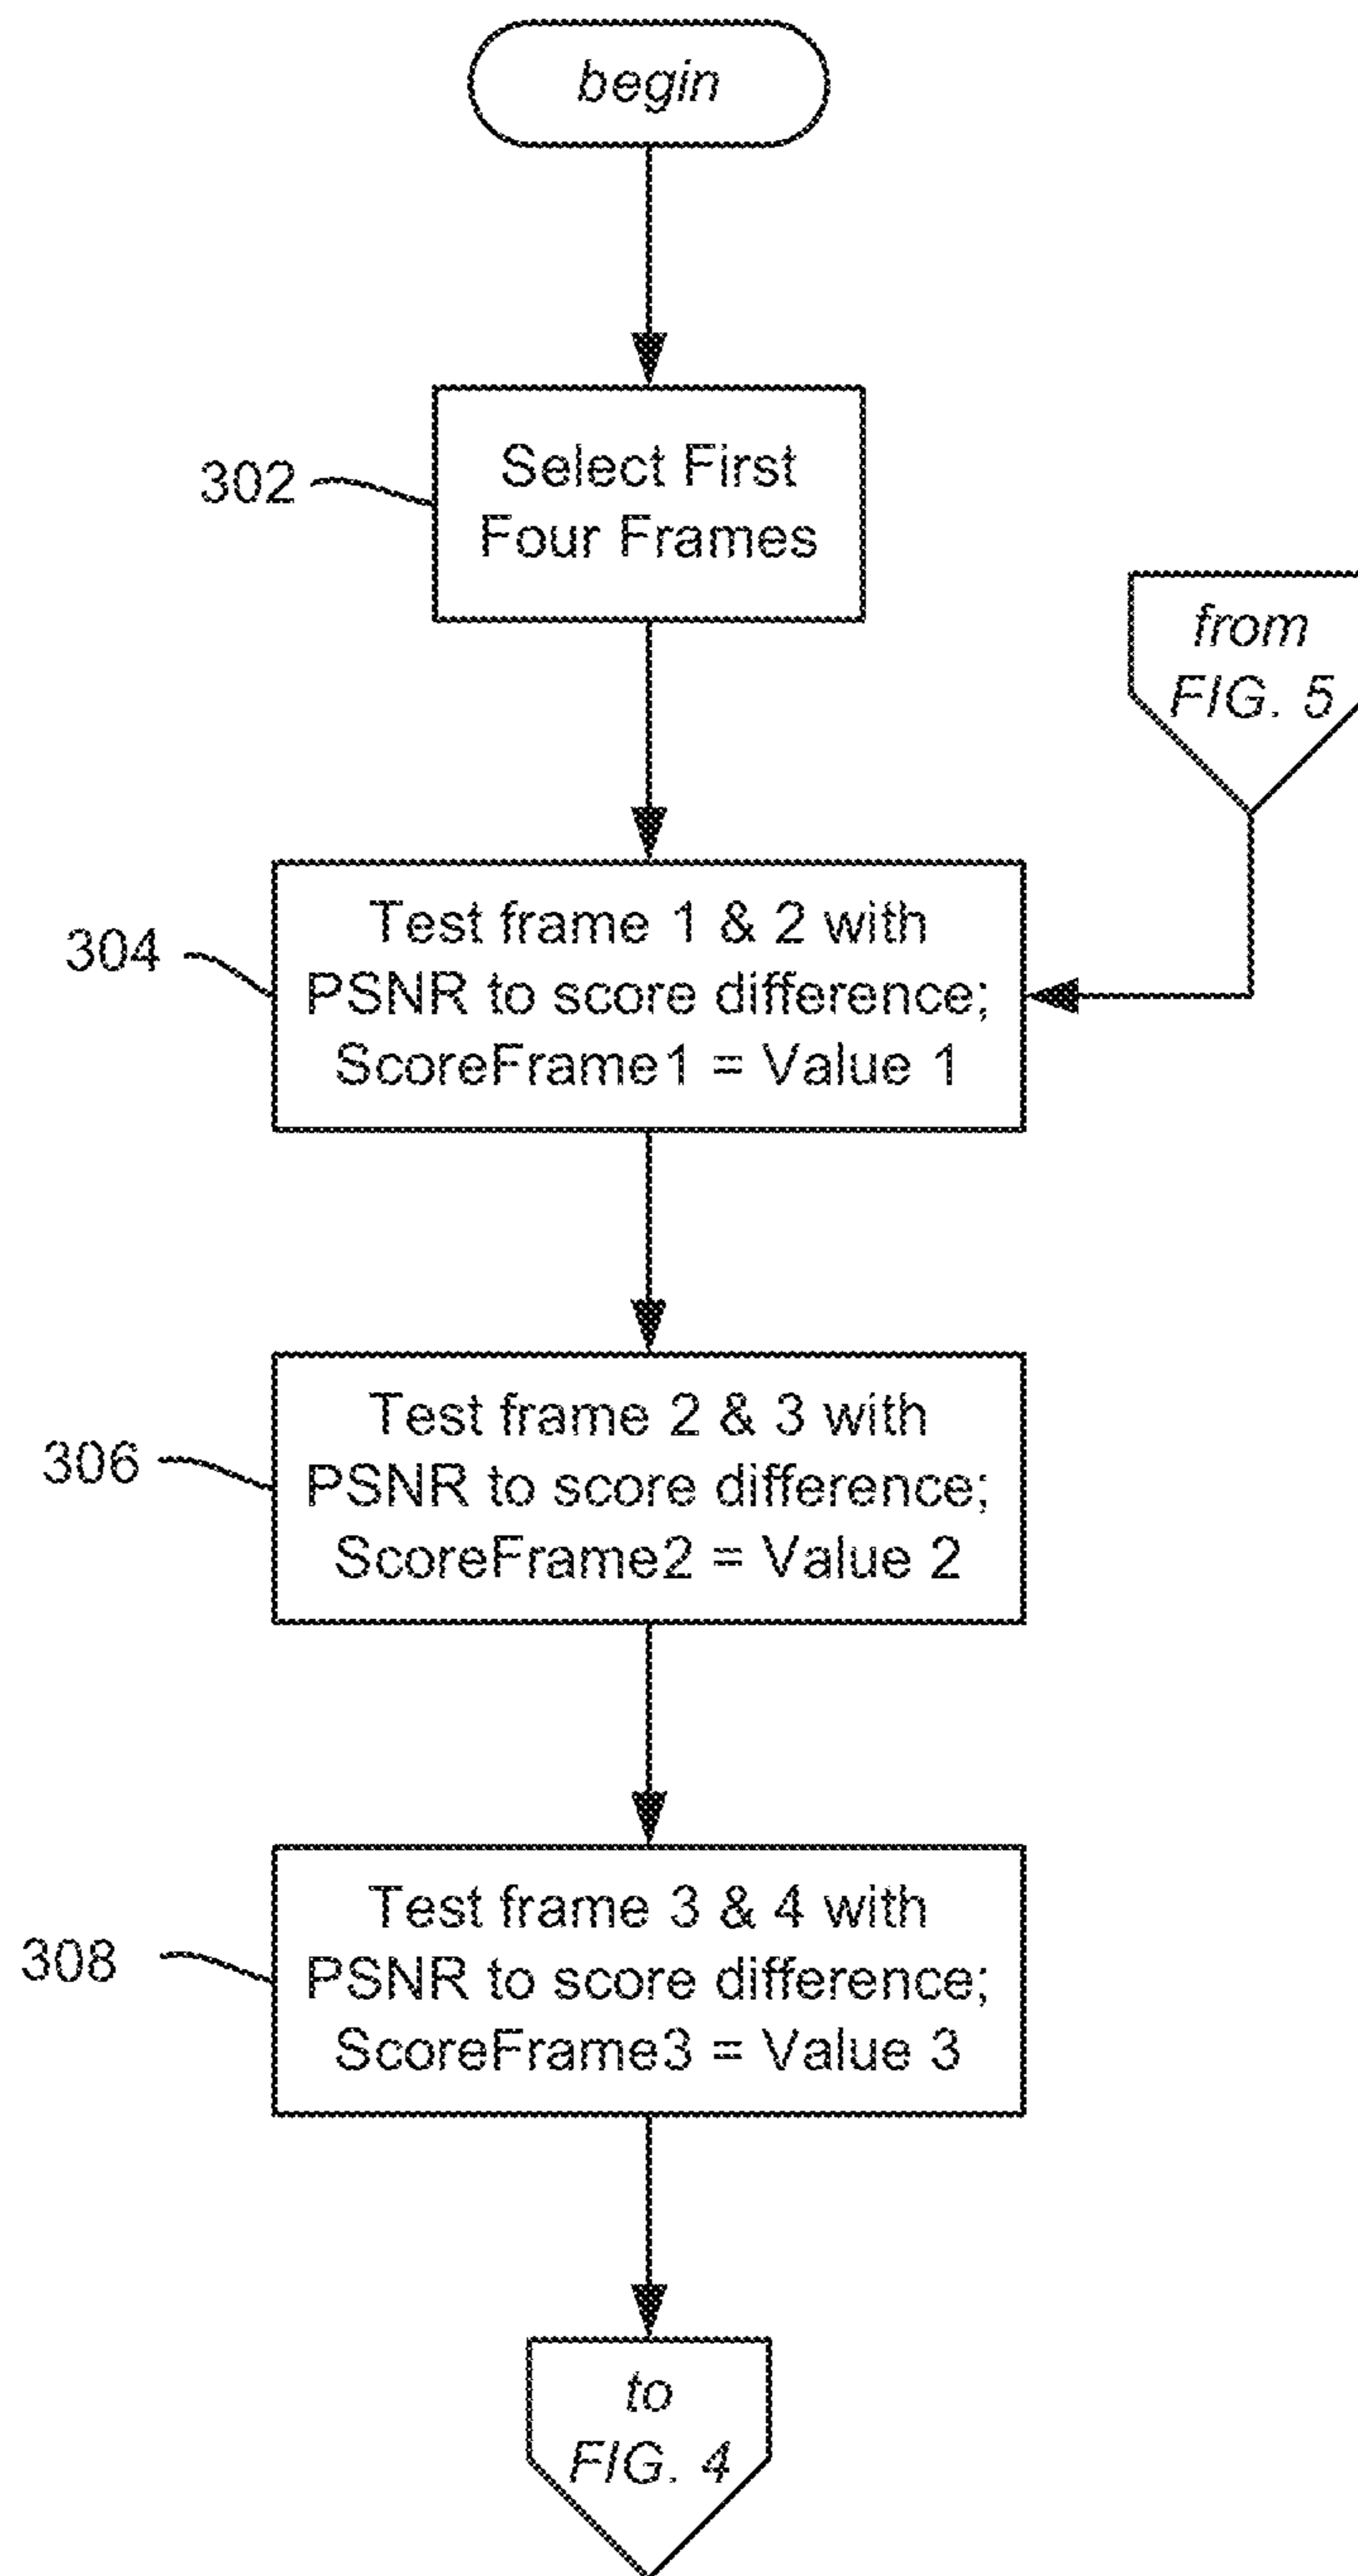 begin
302
Select First
Four Frames
from
FIG. 5
304
Test frame 1 & 2 with
PSNR to score difference;
ScoreFrame1 = Value 1
306
Test frame 2 & 3 with
PSNR to score difference;
ScoreFrame2 = Value 2
308
Test frame 3 & 4 with
PSNR to score difference;
ScoreFrame3 = Value 3
to
FIG. 4